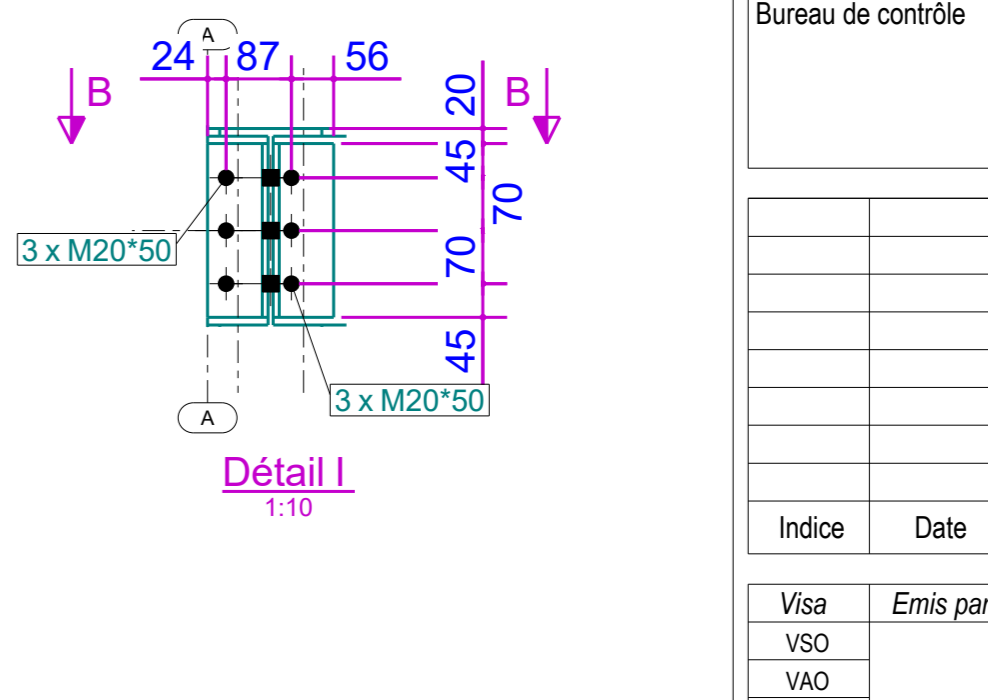 Bureau de contrôle
A
24 87 56
B
B
20
45
70
70
45
3 x M20*50
3 x M20*50
A
Détail I
1:10
Indice Date
Visa Emis par
VSO
VAO